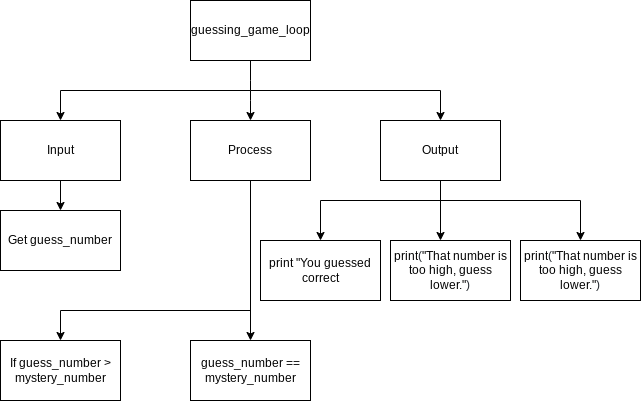 guessing_game_loop
Input
Process
Output
Get guess_number
print "You guessed
correct
print("That number is
too high, guess
lower.")
print("That number is
too high, guess
lower.")
If guess_number >
mystery_number
guess_number ==
mystery_number